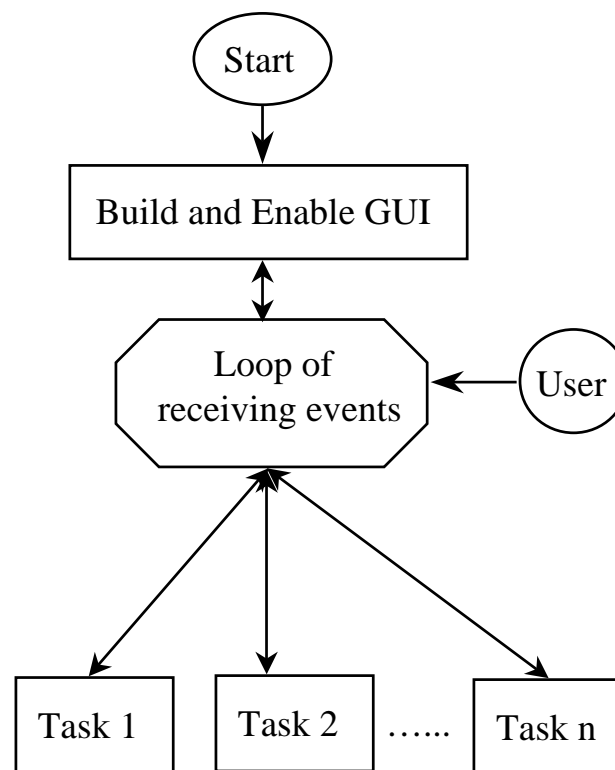 Start
Build and Enable GUI
Loop of
receiving events
User
Task 1
Task 2
…...
Task n